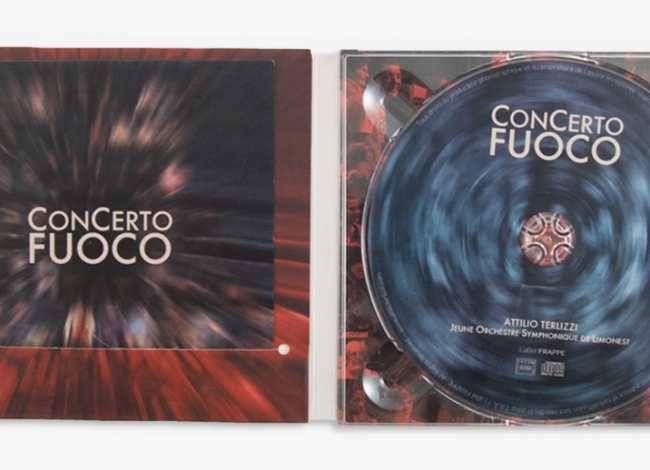 CONCERTO
FUOCO
CONCERTO
FUOCO
ATTILIO TERLIZZI
JEUNE ORCHESTRE SYMPHONIQUE DE LIMONEST
Label FRAPPE